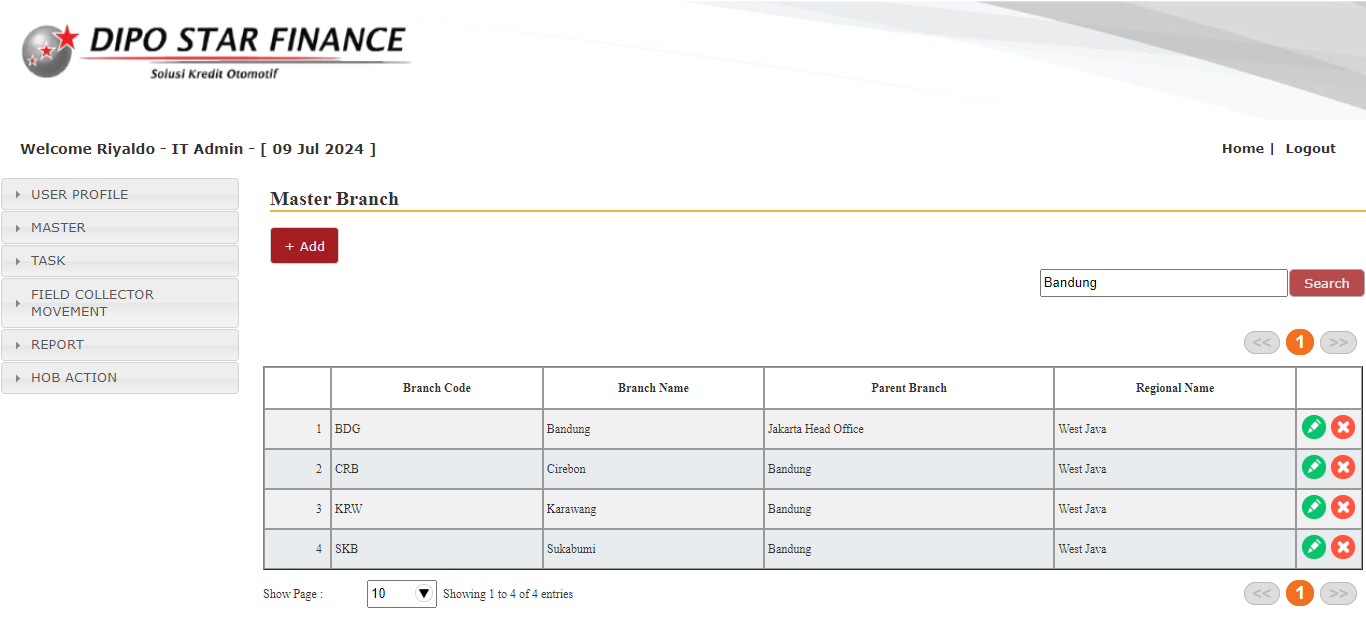 DIPO STAR FINANCE
Solusi Kredit Otomotif
Welcome Riyaldo - IT Admin - [ 09 Jul 2024 ]
Home | Logout
USER PROFILE
MASTER
TASK
FIELD COLLECTOR
MOVEMENT
REPORT
HOB ACTION
Master Branch
+ Add
Bandung Search
<< 1 >>
Branch Code Branch Name Parent Branch Regional Name
1 BDG Bandung Jakarta Head Office West Java
2 CRB Cirebon Bandung West Java
3 KRW Karawang Bandung West Java
4 SKB Sukabumi Bandung West Java
Show Page : 10 Showing 1 to 4 of 4 entries << 1 >>